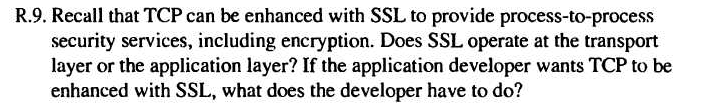 R.9. Recall that TCP can be enhanced with SSL to provide process-to-process
security services, including encryption. Does SSL operate at the transport
layer or the application layer? If the application developer wants TCP to be
enhanced with SSL, what does the developer have to do?